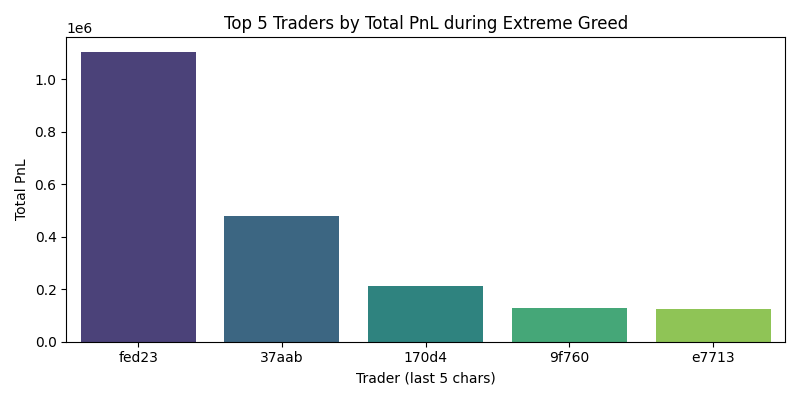 Top 5 Traders by Total PnL during Extreme Greed
1e6
1.0
0.8
0.6
0.4
0.2
0.0
Total PnL
fed23 37aab 170d4 9f760 e7713
Trader (last 5 chars)